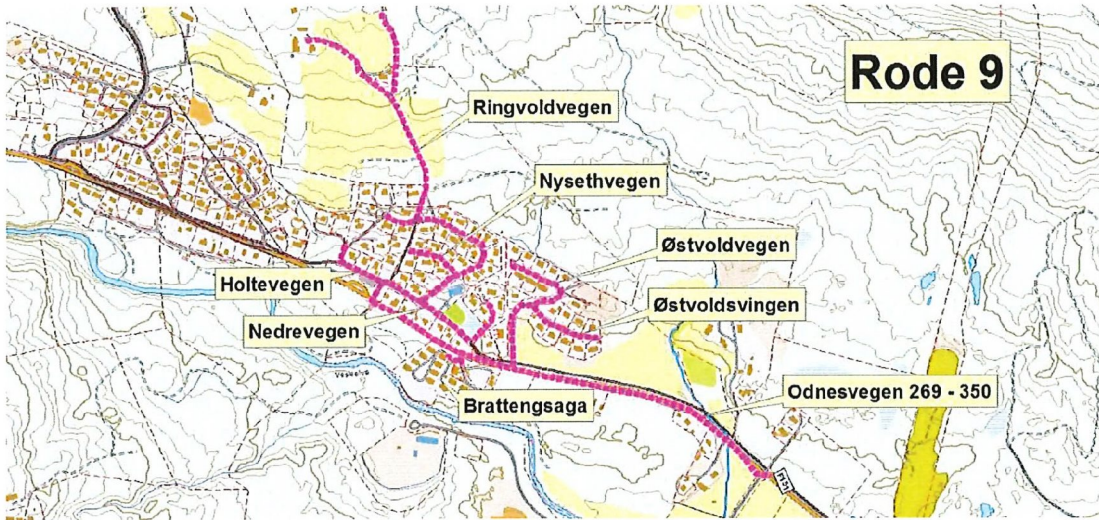 Rode 9
Ringvoldvegen
Nysethvegen
Østvoldvegen
Holtevegen
Østvoldsvingen
Nedrevegen
Odnesvegen 269 - 350
Brattengsaga